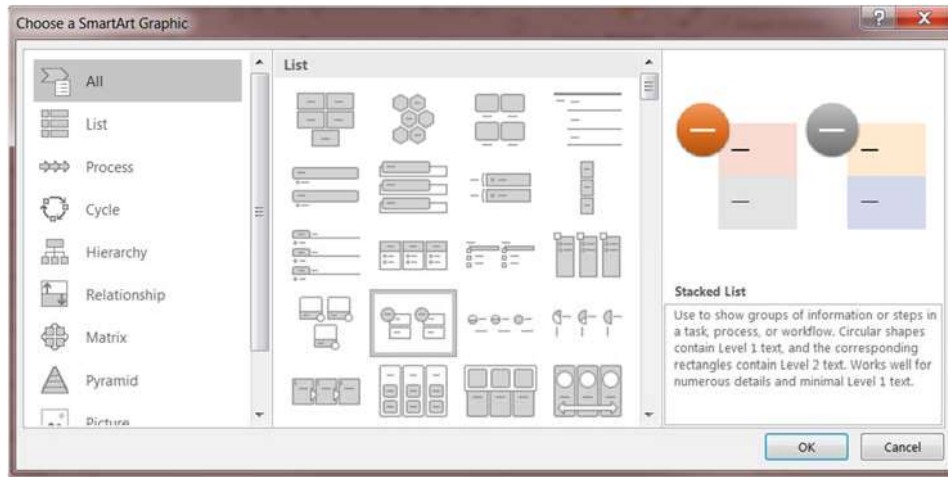 Choose a SmartArt Graphic
All
List
Process
Cycle
Hierarchy
Relationship
Matrix
Pyramid
Picture
List
Stacked List
Use to show groups of information or steps in
a task, process, or workflow. Circular shapes
contain Level 1 text, and the corresponding
rectangles contain Level 2 text. Works well for
numerous details and minimal Level 1 text.
OK
Cancel